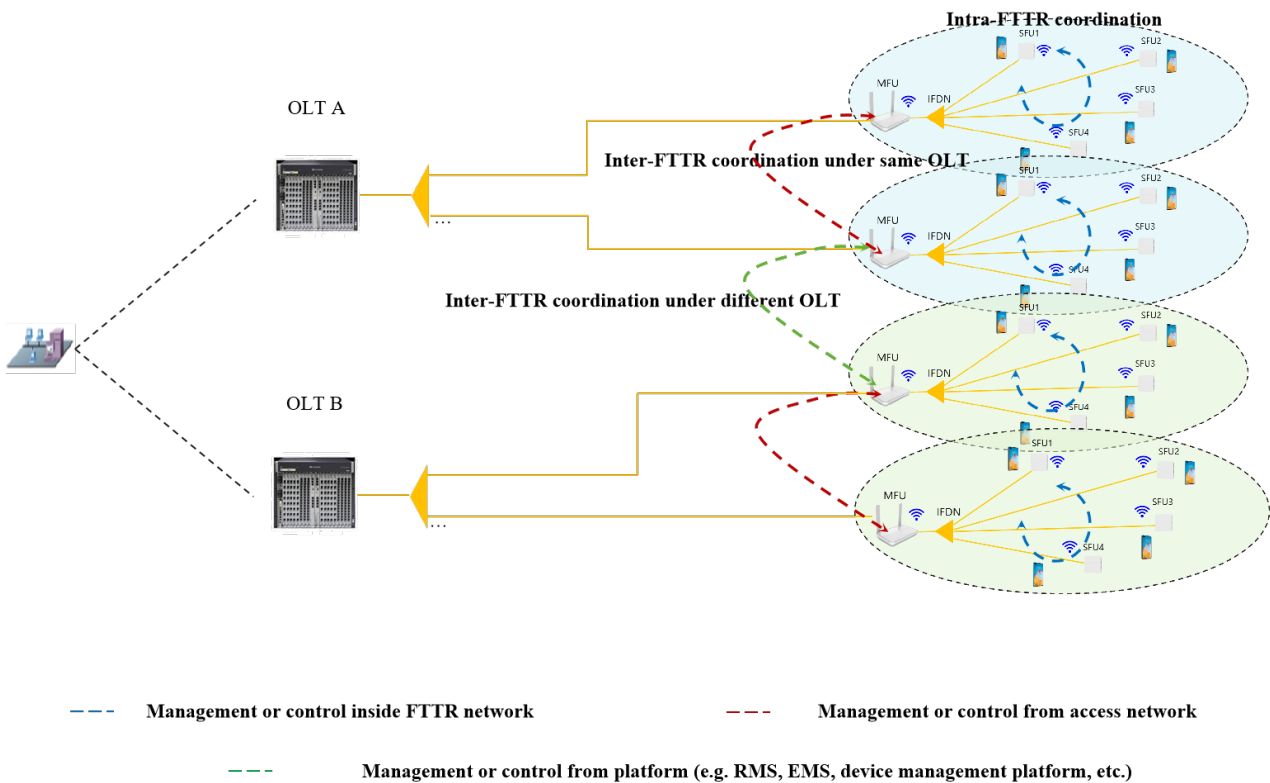 Intra-FTTR coordination
SFU1
SFU2
MFU
IFDN
SFU3
SFU4
OLT A
Inter-FTTR coordination under same OLT
SFU1
SFU2
MFU
IFDN
SFU3
SFU4
...
Inter-FTTR coordination under different OLT
SFU1
SFU2
MFU
IFDN
SFU3
SFU4
OLT B
SFU1
SFU2
MFU
IFDN
SFU3
SFU4
...
Management or control inside FTTR network
Management or control from access network
Management or control from platform (e.g. RMS, EMS, device management platform, etc.)